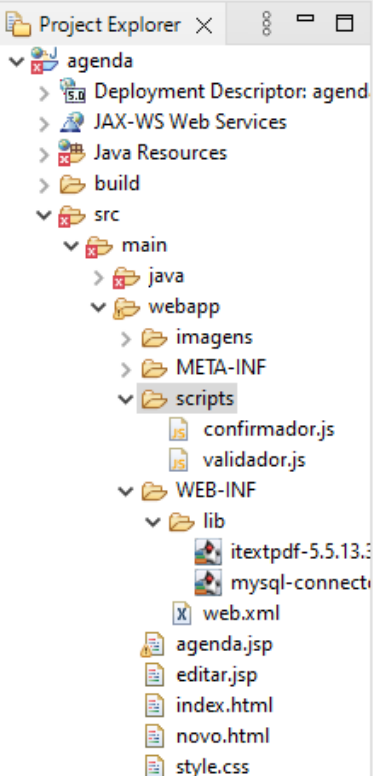 Project Explorer
agenda
Deployment Descriptor: agend
JAX-WS Web Services
Java Resources
build
src
main
java
webapp
imagens
META-INF
scripts
confirmador.js
validador.js
WEB-INF
lib
itextpdf-5.5.13.3
mysql-connecto
web.xml
agenda.jsp
editar.jsp
index.html
novo.html
style.css